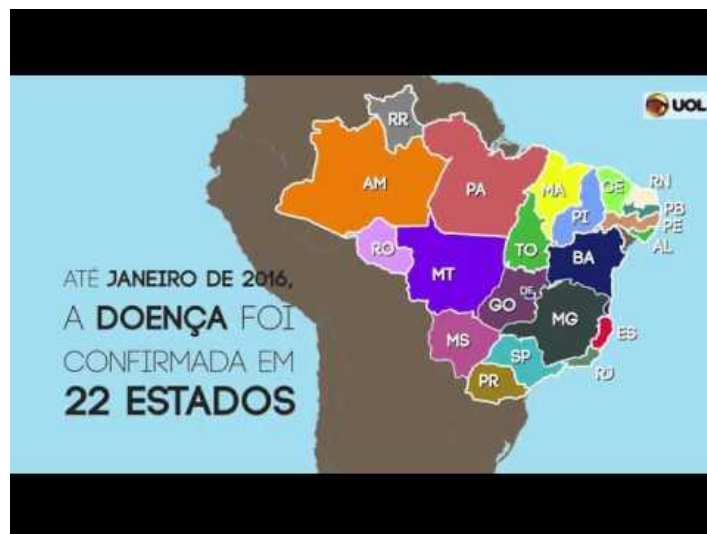 UOL
RR
AM
PA
MA
CE
RN
PI
PB
PE
AL
RO
TO
BA
MT
DF
GO
MG
ES
MS
SP
RJ
PR
ATÉ JANEIRO DE 2016,
A DOENÇA FOI
CONFIRMADA EM
22 ESTADOS